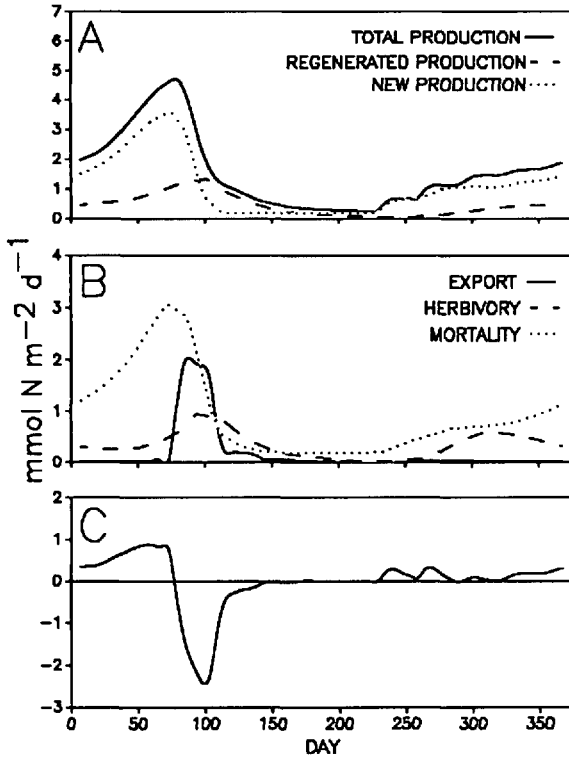 A
7
6
5
4
3
2
1
0
TOTAL PRODUCTION
REGENERATED PRODUCTION
NEW PRODUCTION
mmol N m−2 d−1
B
4
3
2
1
0
EXPORT
HERBIVORY
MORTALITY
C
2
1
0
−1
−2
−3
0 50 100 150 200 250 300 350
DAY